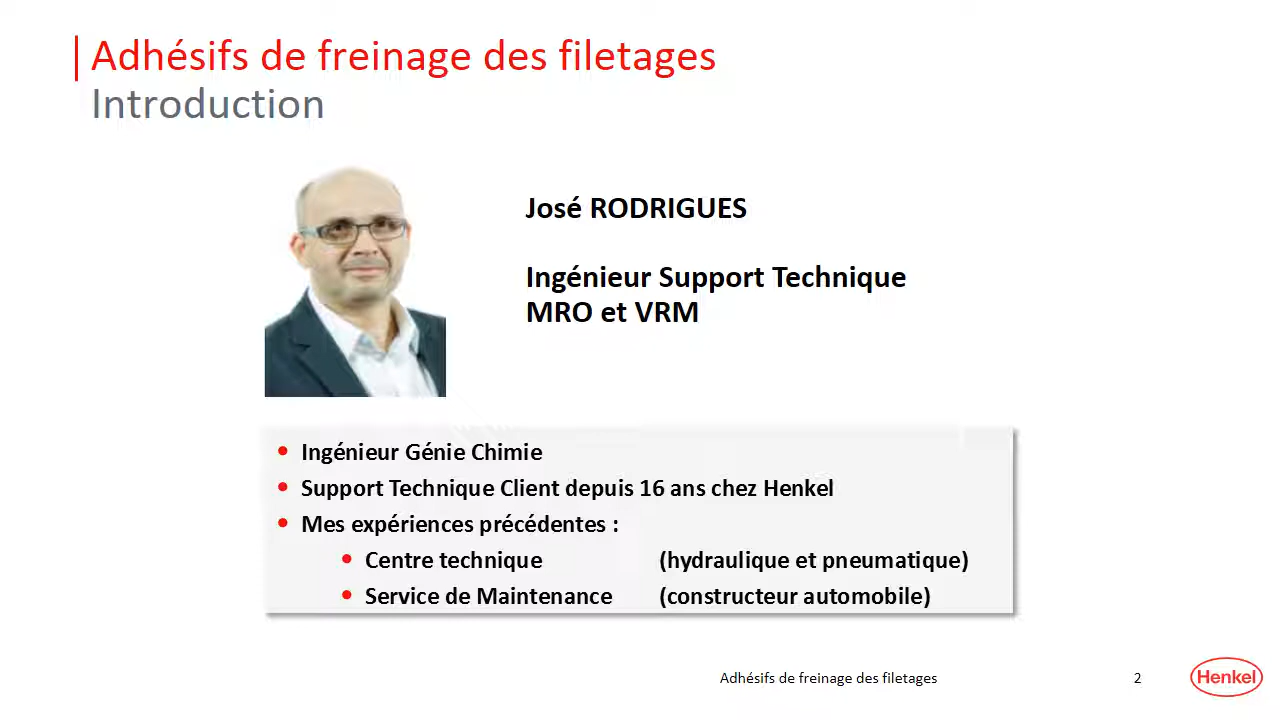 Adhésifs de freinage des filetages
Introduction
José RODRIGUES
Ingénieur Support Technique
MRO et VRM
• Ingénieur Génie Chimie
• Support Technique Client depuis 16 ans chez Henkel
• Mes expériences précédentes :
• Centre technique (hydraulique et pneumatique)
• Service de Maintenance (constructeur automobile)
Adhésifs de freinage des filetages 2 Henkel